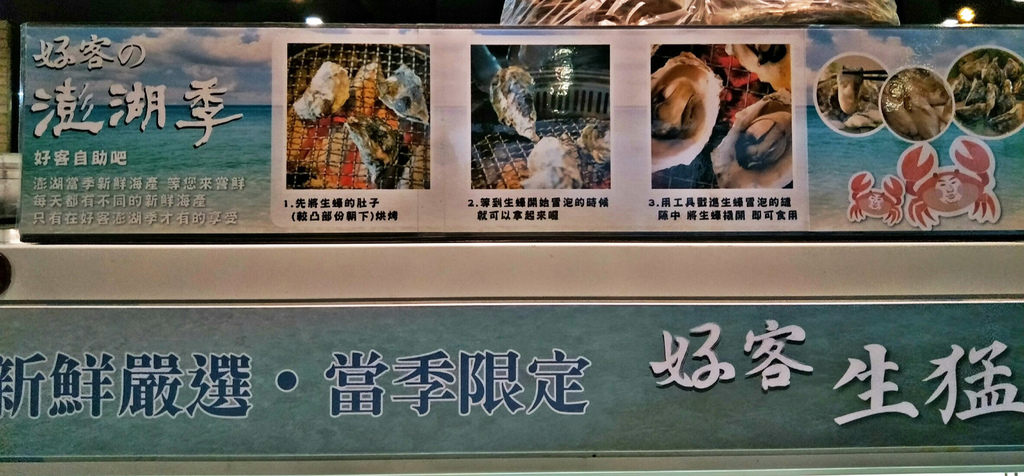 好客の
澎湖季
好客自助吧
澎湖當季新鮮海產 等您來嘗鮮
每天都有不同的新鮮海產
只有在好客澎湖季才有的享受
1.先將生蠔的肚子
(較凸部份朝下)烘烤
2.等到生蠔開始冒泡的時候
就可以拿起來喔
3.用工具戳進生蠔冒泡的縫
隙中 將生蠔橇開 即可食用
新鮮嚴選·當季限定
好客
生猛